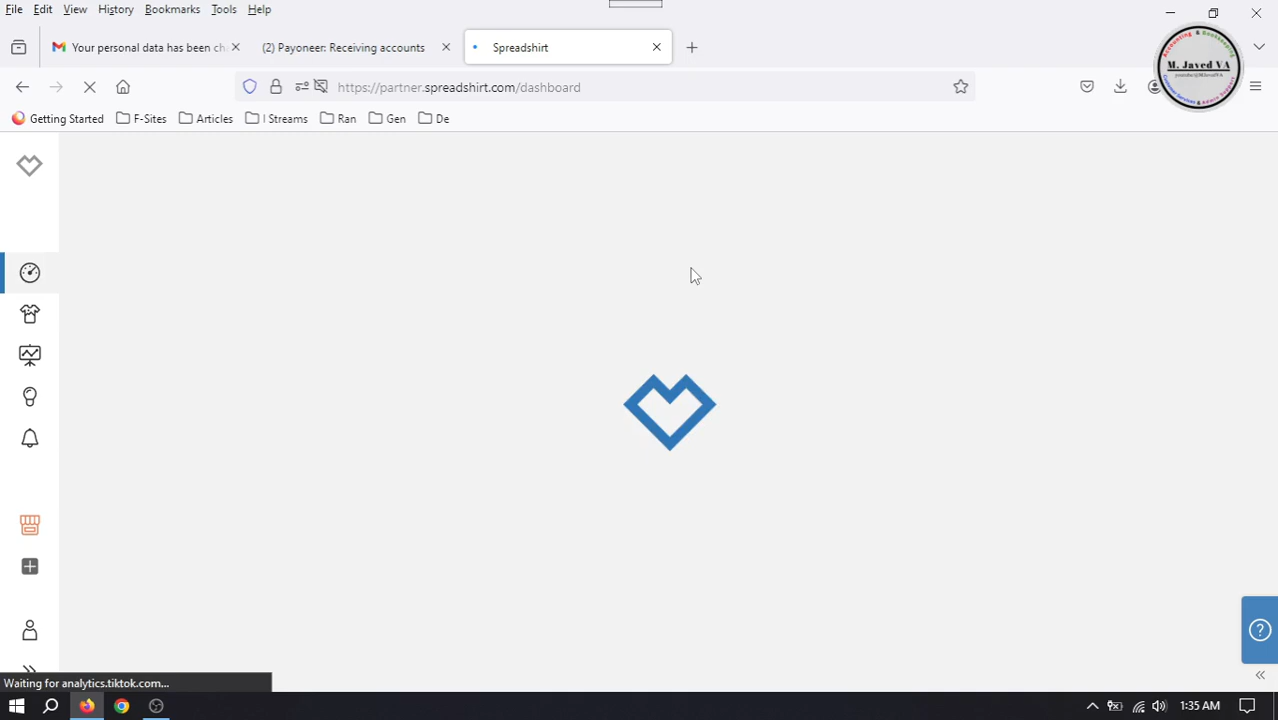 File Edit View History Bookmarks Tools Help
Your personal data has been ch
(2) Payoneer: Receiving accounts
Spreadshirt
https://partner.spreadshirt.com/dashboard
Accounting & Bookkeeping
M. Javed VA
Getting Started F-Sites Articles I Streams Ran Gen De
Waiting for analytics.tiktok.com...
1:35 AM